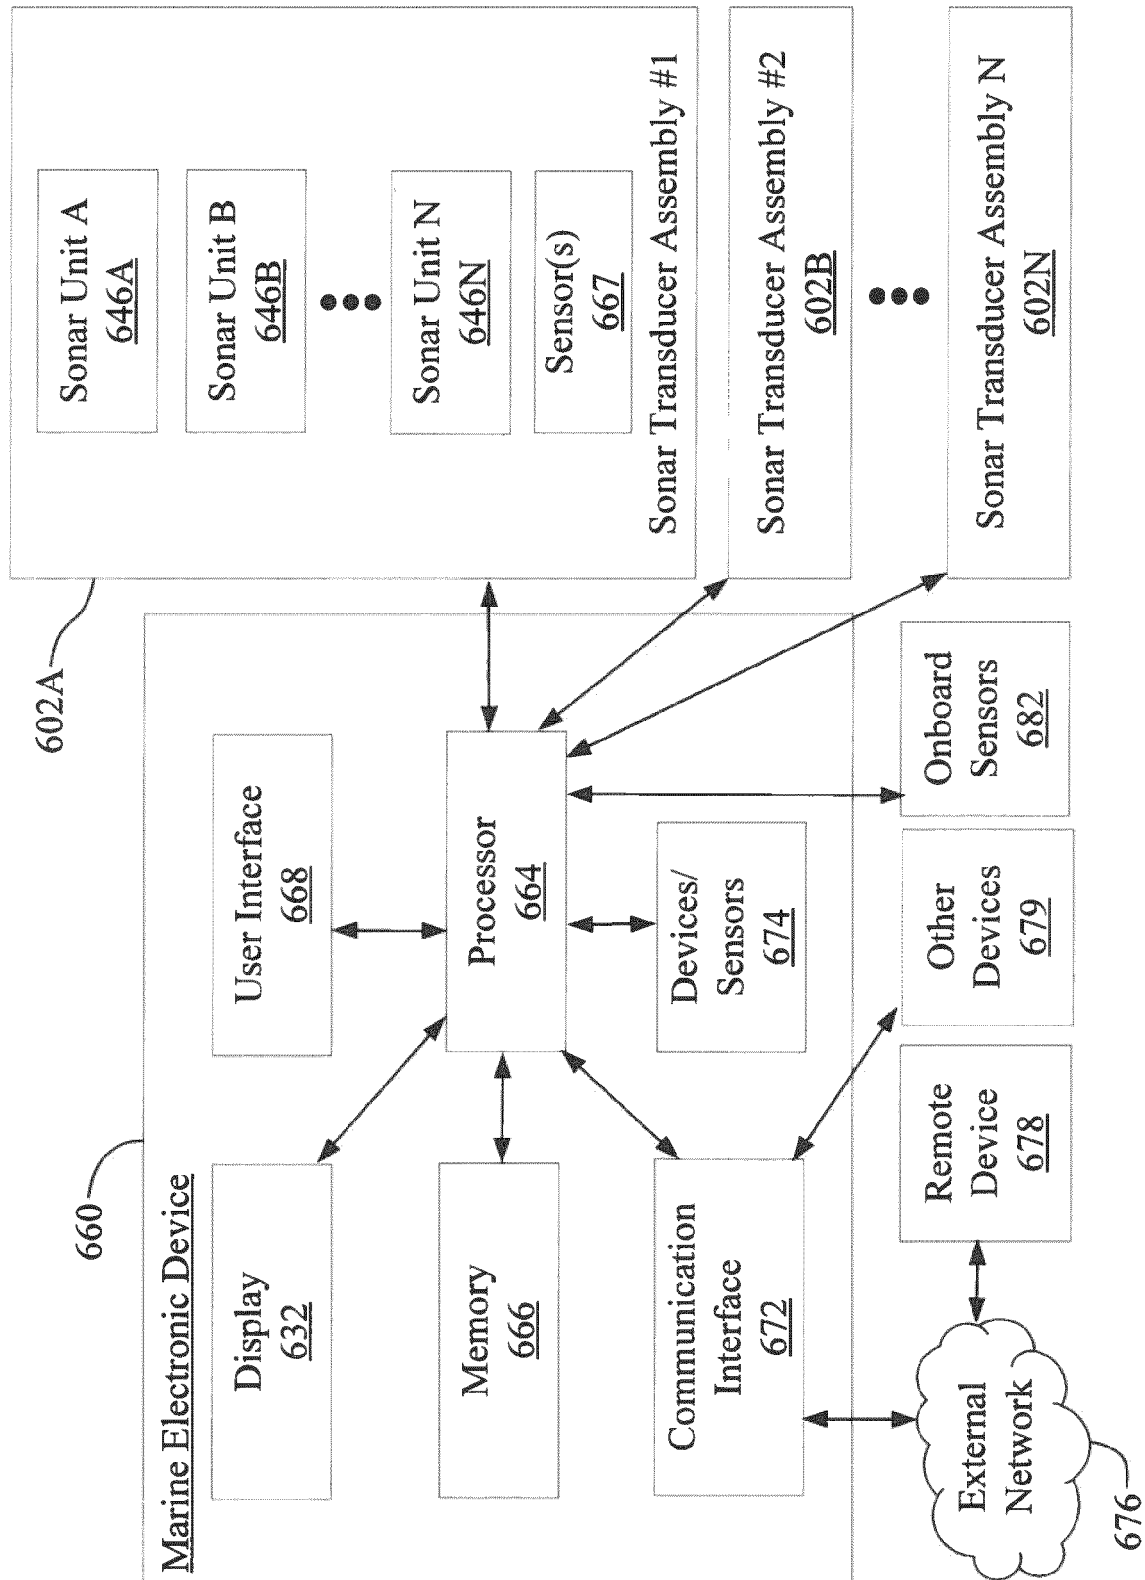 660
Marine Electronic Device
Display
632
User Interface
668
Memory
666
Processor
664
Communication
Interface
672
Devices/
Sensors
674
External
Network
676
Remote
Device
678
Other
Devices
679
Onboard
Sensors
682
602A
Sonar Unit A
646A
Sonar Unit B
646B
Sonar Unit N
646N
Sensor(s)
667
Sonar Transducer Assembly #1
Sonar Transducer Assembly #2
602B
Sonar Transducer Assembly N
602N